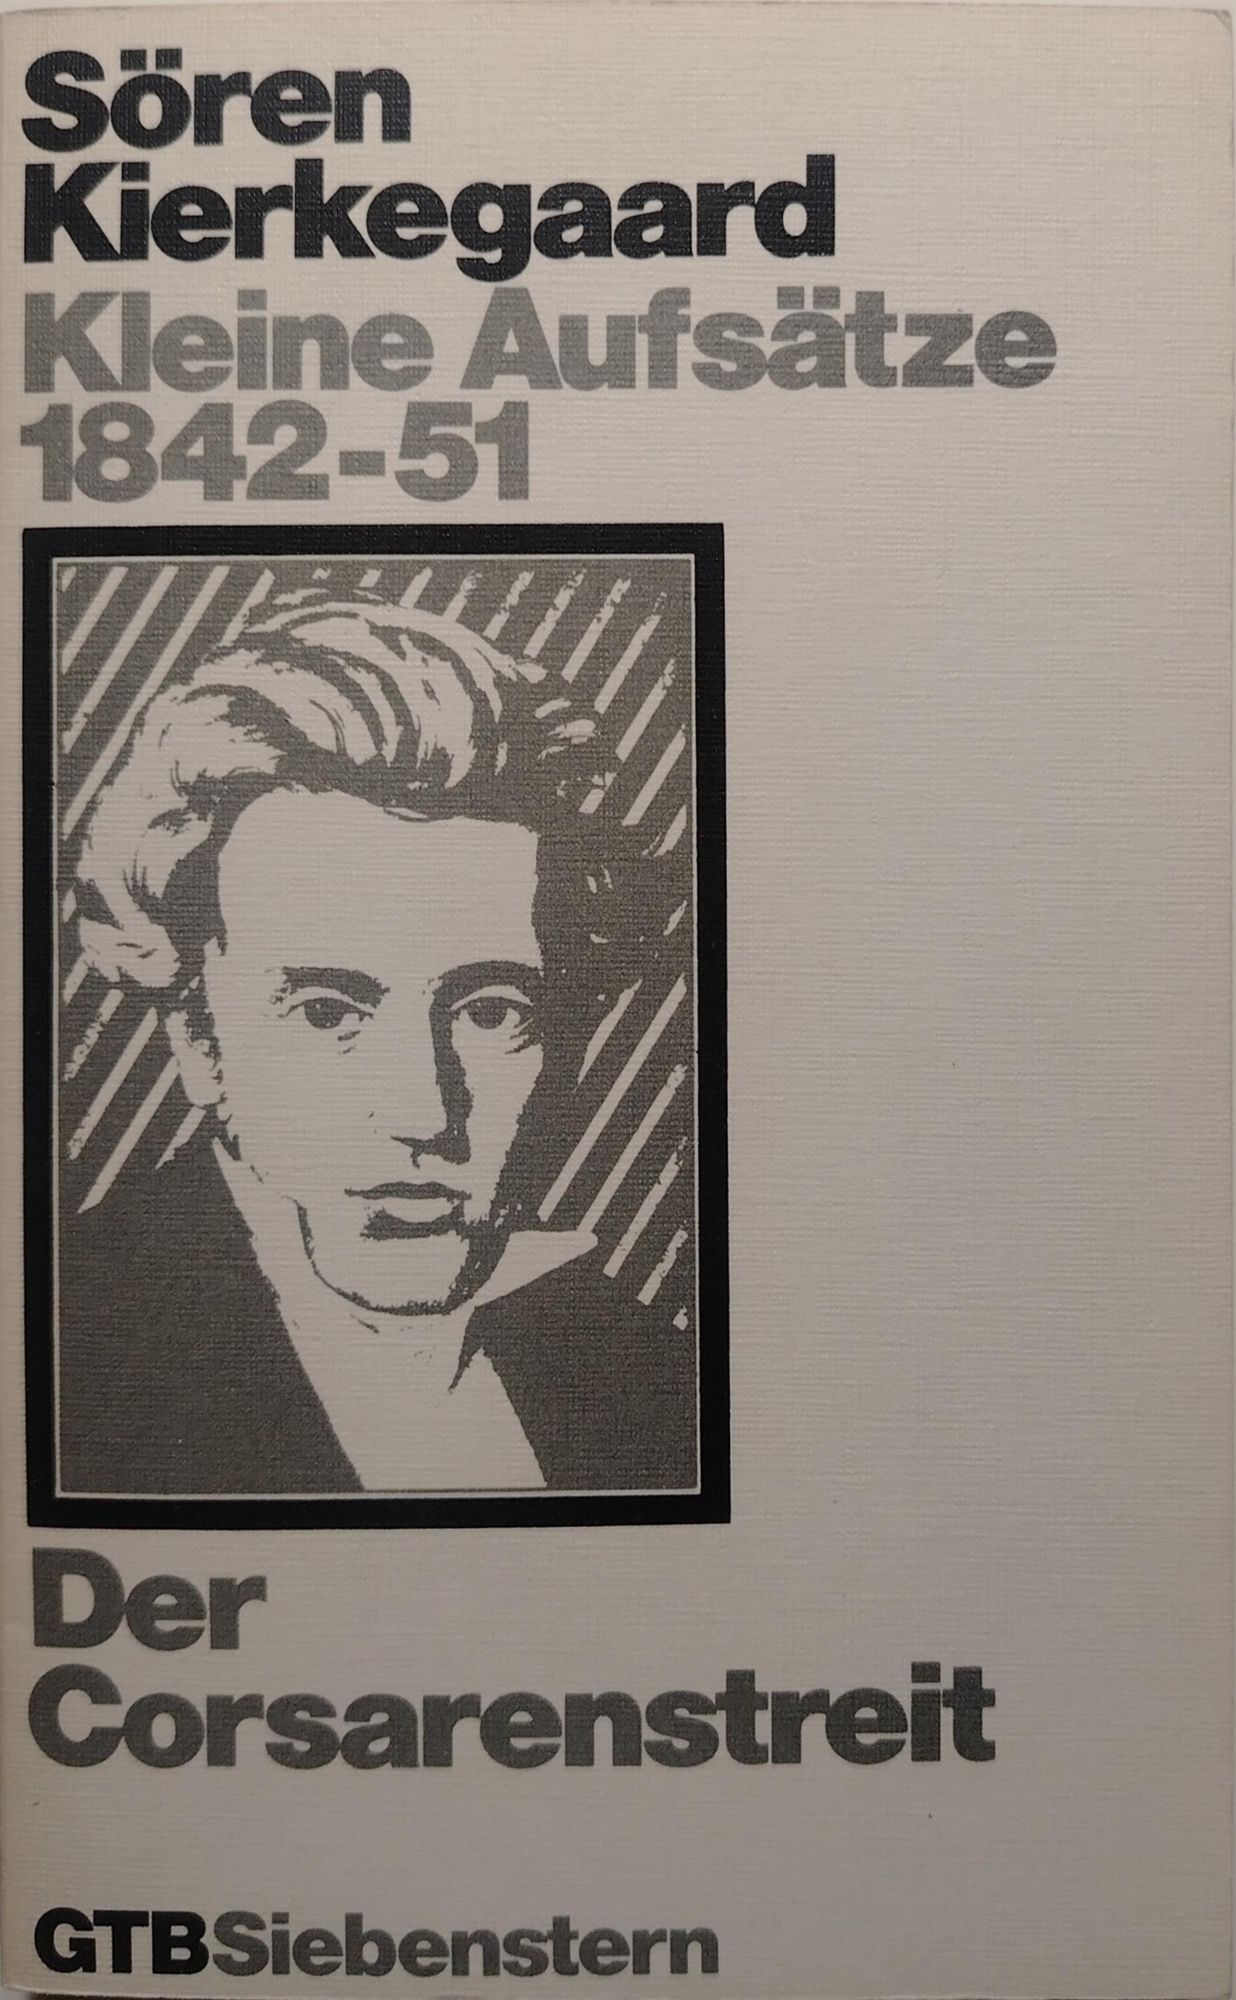 Sören
Kierkegaard
Kleine Aufsätze
1842-51
Der
Corsarenstreit
GTBSiebenstern